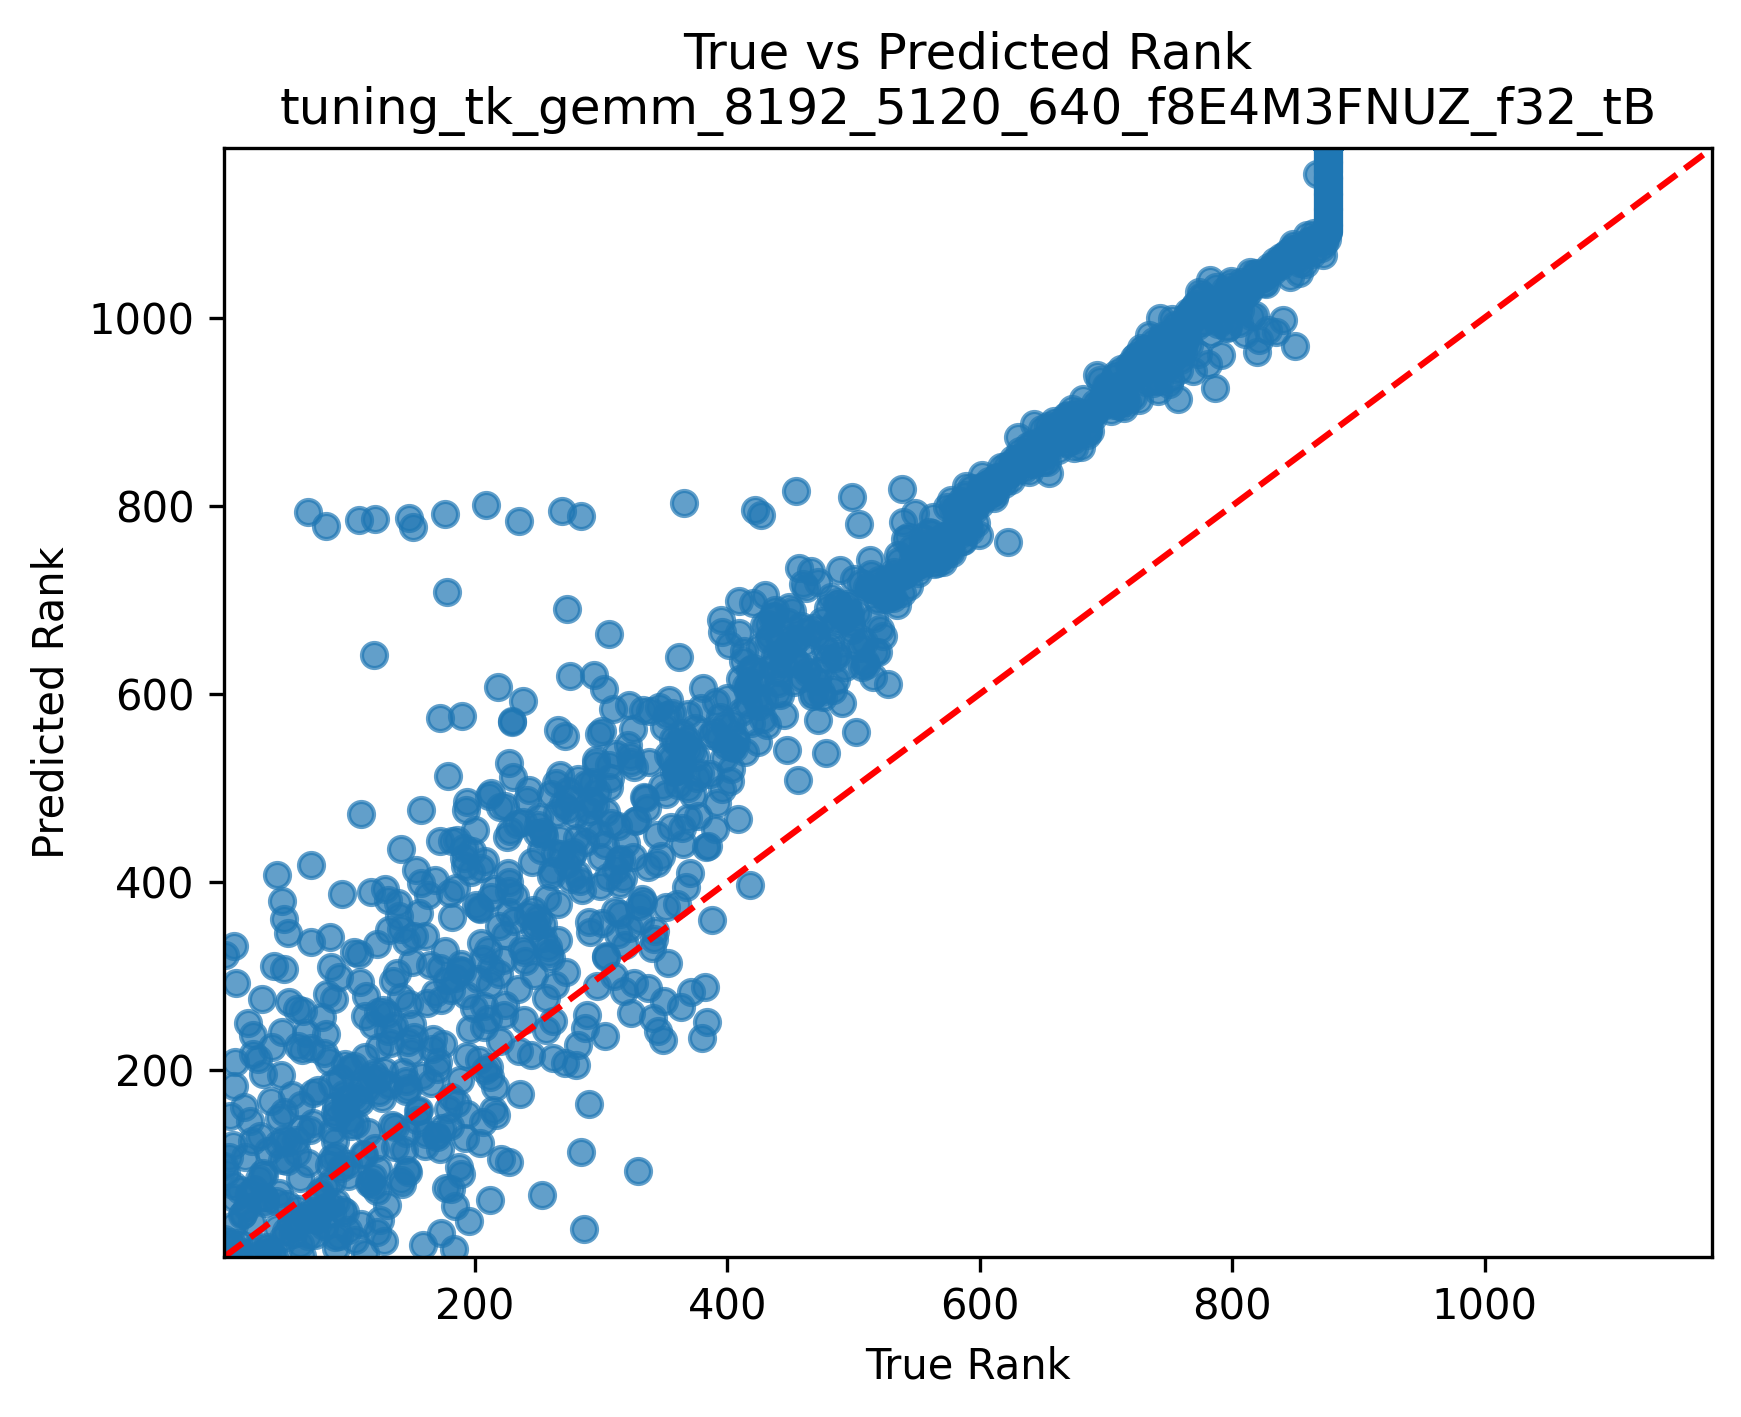 True vs Predicted Rank
tuning_tk_gemm_8192_5120_640_f8E4M3FNUZ_f32_tB
Predicted Rank
1000
800
600
400
200
200 400 600 800 1000
True Rank